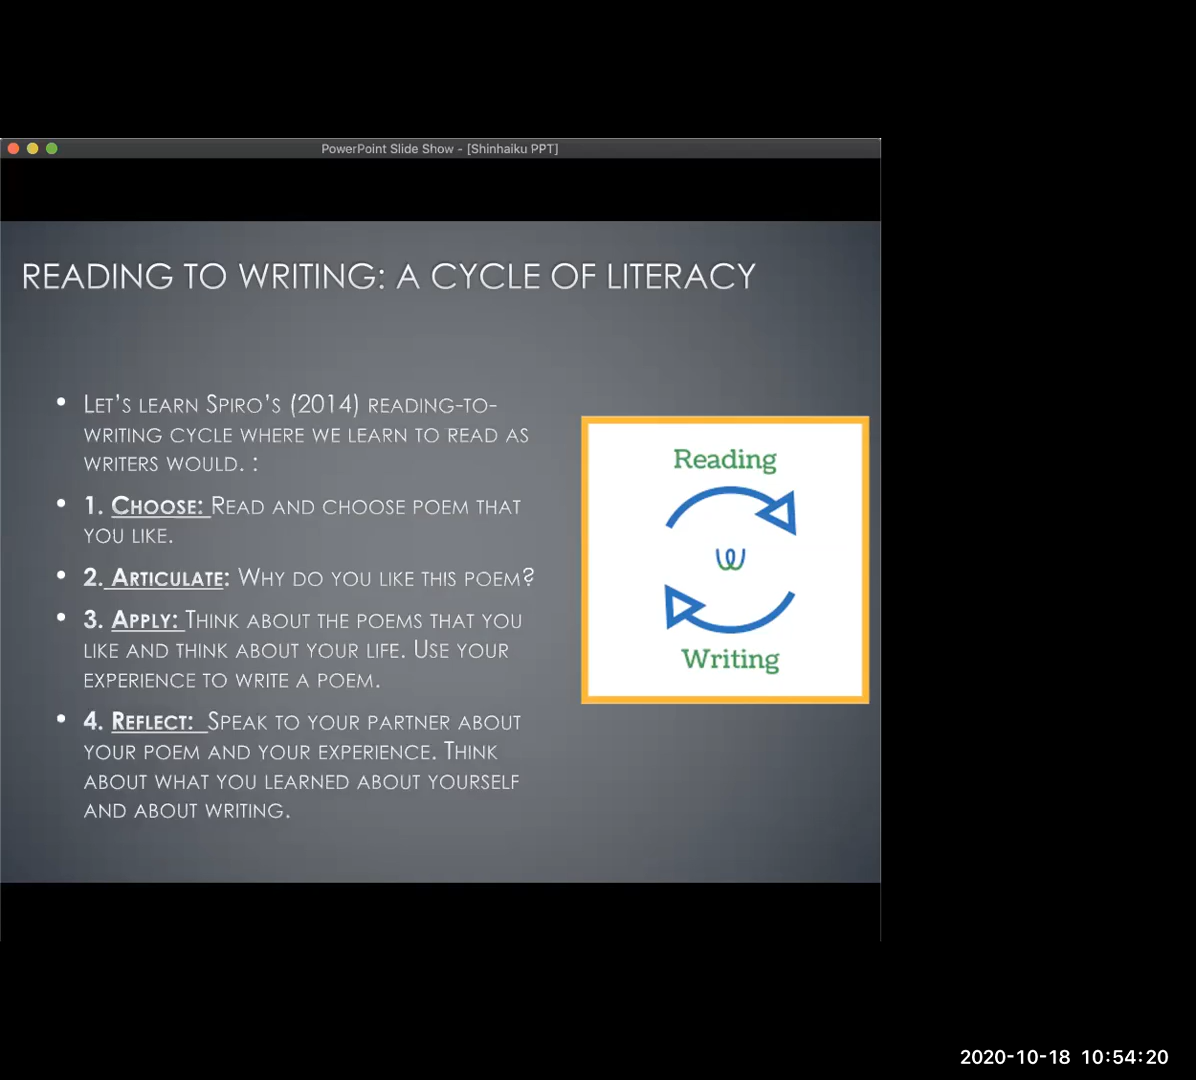 PowerPoint Slide Show - [Shinhaiku PPT]
READING TO WRITING: A CYCLE OF LITERACY
• LET'S LEARN SPIRO'S (2014) READING-TO-
WRITING CYCLE WHERE WE LEARN TO READ AS
WRITERS WOULD. :
• 1. CHOOSE: READ AND CHOOSE POEM THAT
YOU LIKE.
• 2. ARTICULATE: WHY DO YOU LIKE THIS POEM?
• 3. APPLY: THINK ABOUT THE POEMS THAT YOU
LIKE AND THINK ABOUT YOUR LIFE. USE YOUR
EXPERIENCE TO WRITE A POEM.
• 4. REFLECT: SPEAK TO YOUR PARTNER ABOUT
YOUR POEM AND YOUR EXPERIENCE. THINK
ABOUT WHAT YOU LEARNED ABOUT YOURSELF
AND ABOUT WRITING.
Reading
W
Writing
2020-10-18 10:54:20